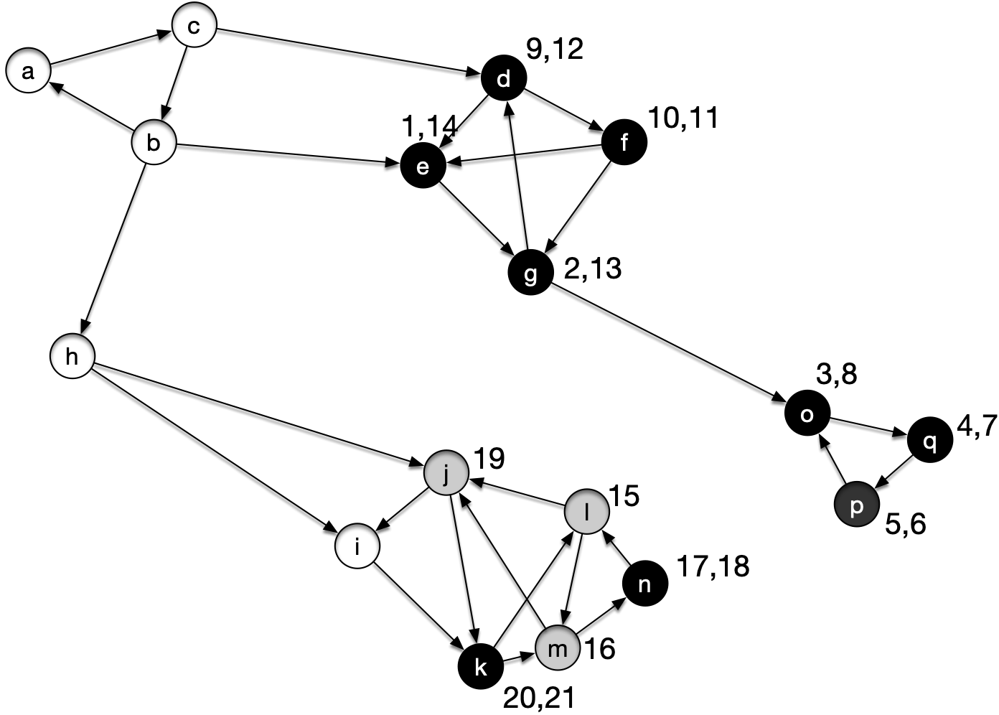 c
a
9,12
d
10,11
1,14
f
b
e
2,13
g
h
3,8
o
4,7
q
19
j
15
l
p
5,6
i
17,18
n
m
16
k
20,21